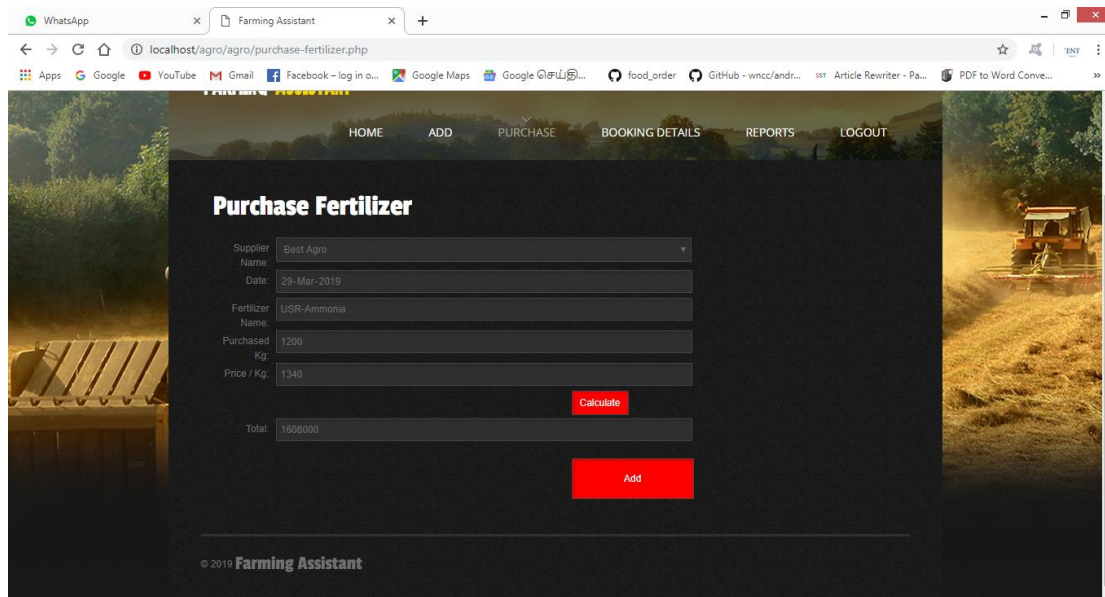 WhatsApp
Farming Assistant
localhost/agro/agro/purchase-fertilizer.php
Apps Google YouTube Gmail Facebook – log in o... Google Maps Google செய்தி... food_order GitHub - wncc/andr... SST Article Rewriter - Pa... PDF to Word Conve... »
FARMING ASSISTANT
HOME ADD PURCHASE BOOKING DETAILS REPORTS LOGOUT
Purchase Fertilizer
Supplier Name: Best Agro
Date: 29-Mar-2019
Fertilizer Name: USR-Ammonia
Purchased Kg: 1200
Price / Kg: 1340
Calculate
Total: 1608000
Add
© 2019 Farming Assistant